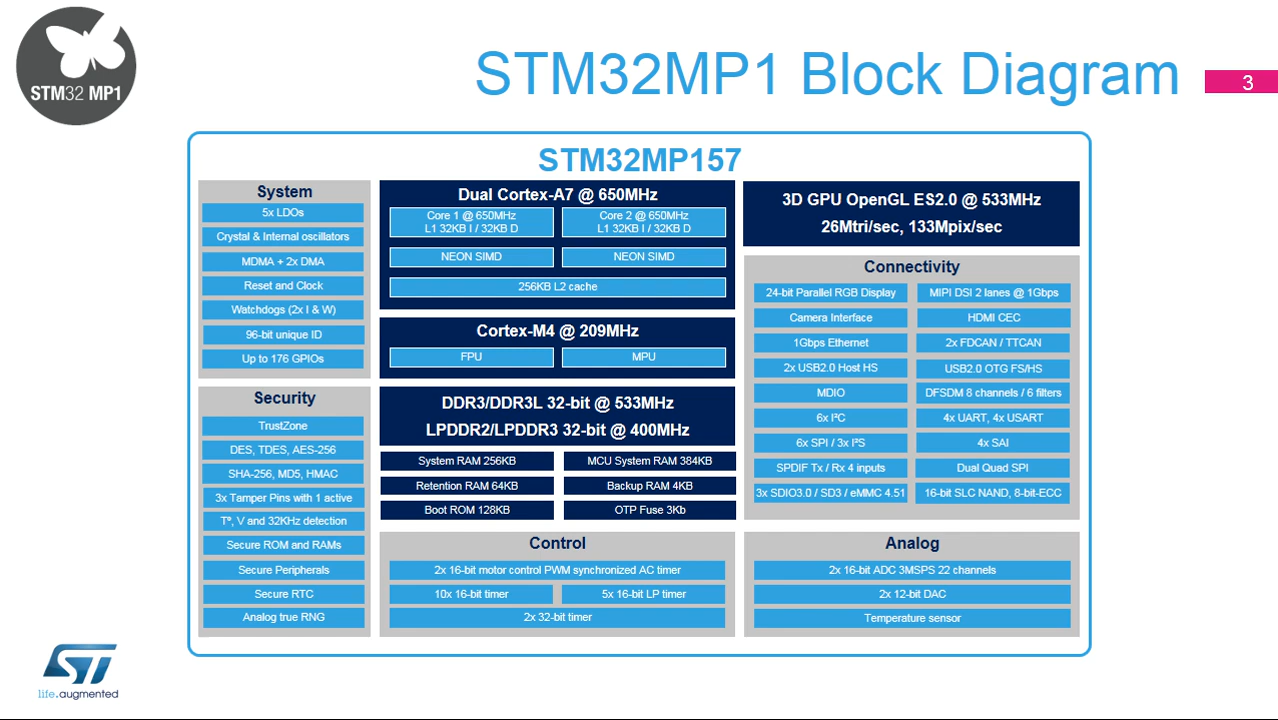 STM32 MP1
STM32MP1 Block Diagram
3
STM32MP157
System
5x LDOs
Crystal & Internal oscillators
MDMA + 2x DMA
Reset and Clock
Watchdogs (2x I & W)
96-bit unique ID
Up to 176 GPIOs
Security
TrustZone
DES, TDES, AES-256
SHA-256, MD5, HMAC
3x Tamper Pins with 1 active
T°, V and 32KHz detection
Secure ROM and RAMs
Secure Peripherals
Secure RTC
Analog true RNG
Dual Cortex-A7 @ 650MHz
Core 1 @ 650MHz
L1 32KB I / 32KB D
Core 2 @ 650MHz
L1 32KB I / 32KB D
NEON SIMD
NEON SIMD
256KB L2 cache
Cortex-M4 @ 209MHz
FPU
MPU
DDR3/DDR3L 32-bit @ 533MHz
LPDDR2/LPDDR3 32-bit @ 400MHz
System RAM 256KB
MCU System RAM 384KB
Retention RAM 64KB
Backup RAM 4KB
Boot ROM 128KB
OTP Fuse 3Kb
Control
2x 16-bit motor control PWM synchronized AC timer
10x 16-bit timer
5x 16-bit LP timer
2x 32-bit timer
3D GPU OpenGL ES2.0 @ 533MHz
26Mtri/sec, 133Mpix/sec
Connectivity
24-bit Parallel RGB Display
MIPI DSI 2 lanes @ 1Gbps
Camera Interface
HDMI CEC
1Gbps Ethernet
2x FDCAN / TTCAN
2x USB2.0 Host HS
USB2.0 OTG FS/HS
MDIO
DFSDM 8 channels / 6 filters
6x I²C
4x UART, 4x USART
6x SPI / 3x I²S
4x SAI
SPDIF Tx / Rx 4 inputs
Dual Quad SPI
3x SDIO3.0 / SD3 / eMMC 4.51
16-bit SLC NAND, 8-bit-ECC
Analog
2x 16-bit ADC 3MSPS 22 channels
2x 12-bit DAC
Temperature sensor
ST
life.augmented